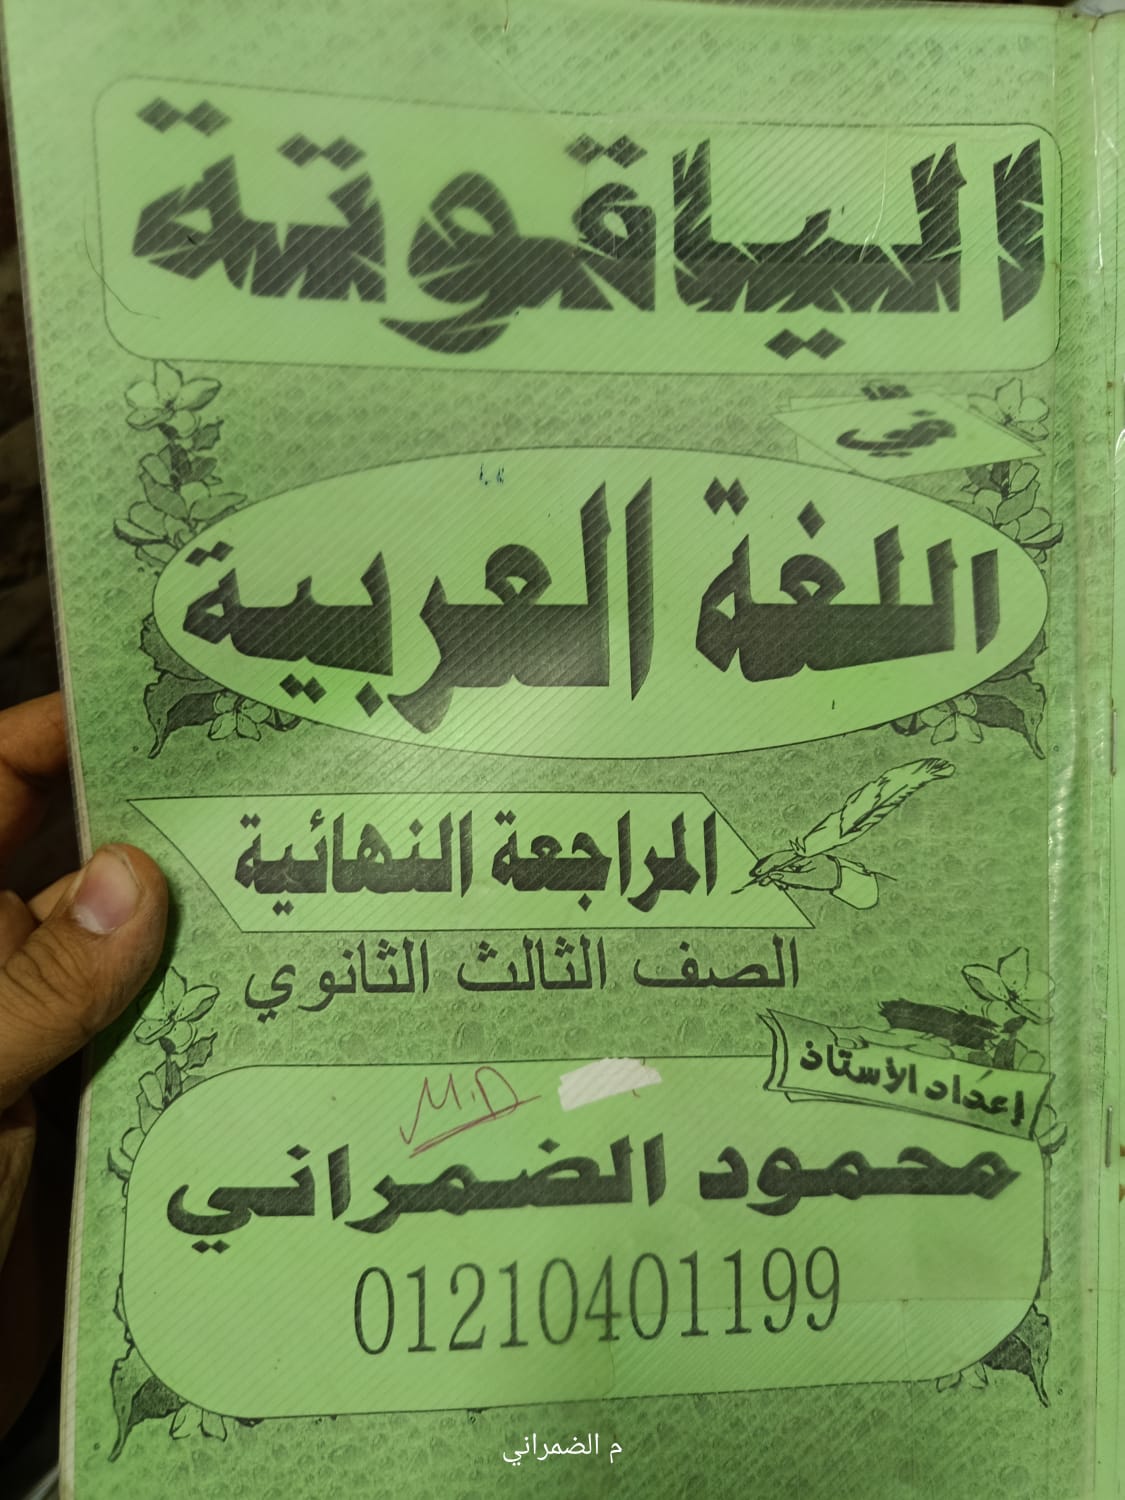 الياقوتة
في
اللغة العربية
المراجعة النهائية
الصف الثالث الثانوي
إعداد الأستاذ
M.D
محمود الضمراني
01210401199
م الضمراني